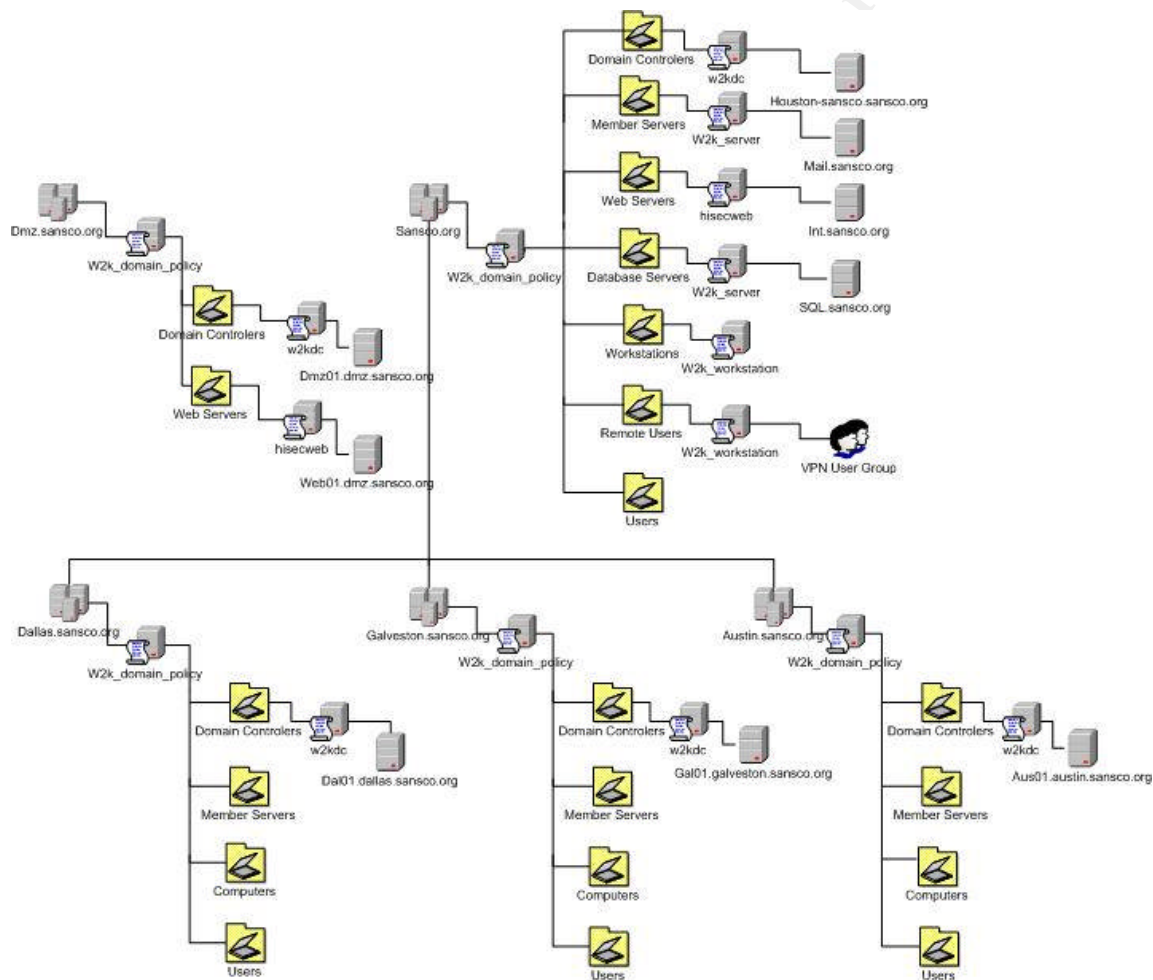 Domain Controlers
w2kdc
Houston-sansco.sansco.org
Member Servers
W2k_server
Mail.sansco.org
Web Servers
hisecweb
Int.sansco.org
Dmz.sansco.org
W2k_domain_policy
Sansco.org
W2k_domain_policy
Database Servers
W2k_server
SQL.sansco.org
Domain Controlers
w2kdc
Dmz01.dmz.sansco.org
Workstations
W2k_workstation
Web Servers
hisecweb
Web01.dmz.sansco.org
Remote Users
W2k_workstation
VPN User Group
Users
Dallas.sansco.org
W2k_domain_policy
Galveston.sansco.org
W2k_domain_policy
Austin.sansco.org
W2k_domain_policy
Domain Controlers
w2kdc
Dal01.dallas.sansco.org
Domain Controlers
w2kdc
Gal01.galveston.sansco.org
Domain Controlers
w2kdc
Aus01.austin.sansco.org
Member Servers
Member Servers
Member Servers
Computers
Computers
Computers
Users
Users
Users